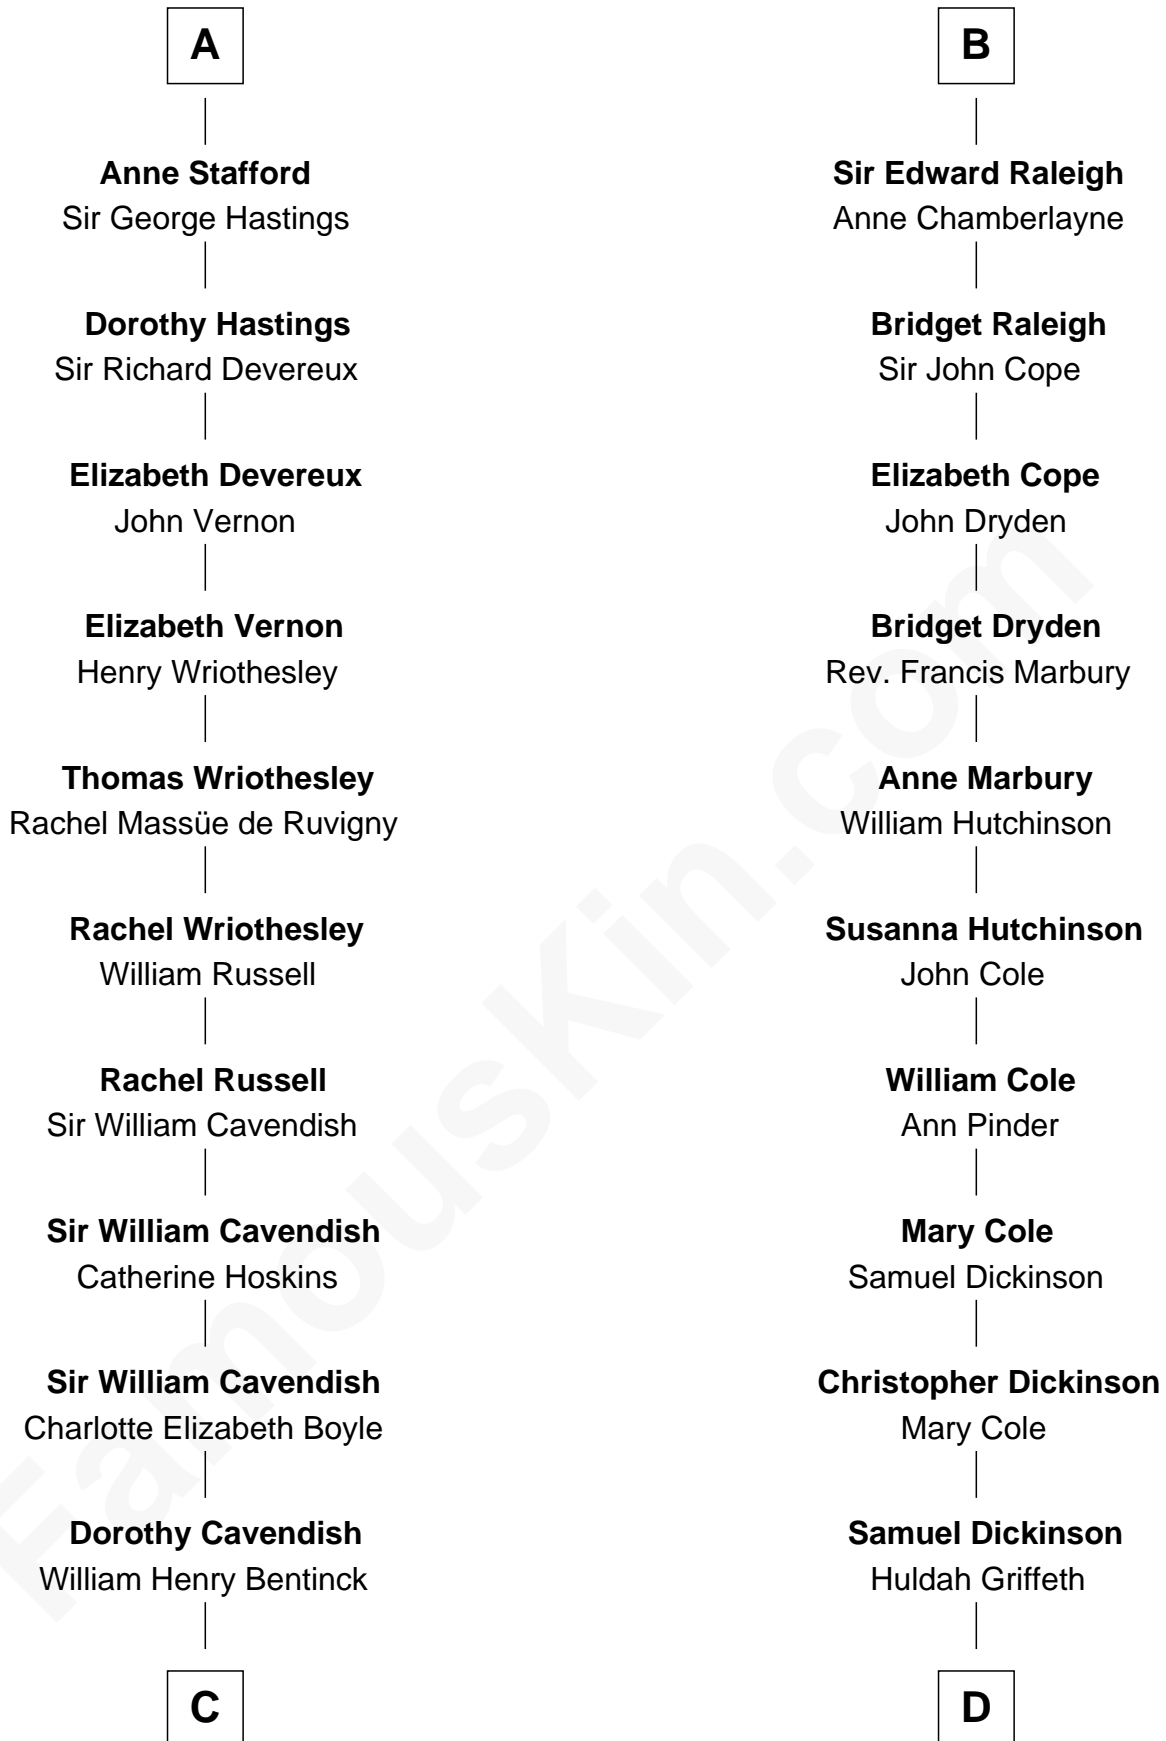 A
Anne Stafford
Sir George Hastings
Dorothy Hastings
Sir Richard Devereux
Elizabeth Devereux
John Vernon
Elizabeth Vernon
Henry Wriothesley
Thomas Wriothesley
Rachel Massüe de Ruvigny
Rachel Wriothesley
William Russell
Rachel Russell
Sir William Cavendish
Sir William Cavendish
Catherine Hoskins
Sir William Cavendish
Charlotte Elizabeth Boyle
Dorothy Cavendish
William Henry Bentinck
C
B
Sir Edward Raleigh
Anne Chamberlayne
Bridget Raleigh
Sir John Cope
Elizabeth Cope
John Dryden
Bridget Dryden
Rev. Francis Marbury
Anne Marbury
William Hutchinson
Susanna Hutchinson
John Cole
William Cole
Ann Pinder
Mary Cole
Samuel Dickinson
Christopher Dickinson
Mary Cole
Samuel Dickinson
Huldah Griffeth
D
FamousKin.com